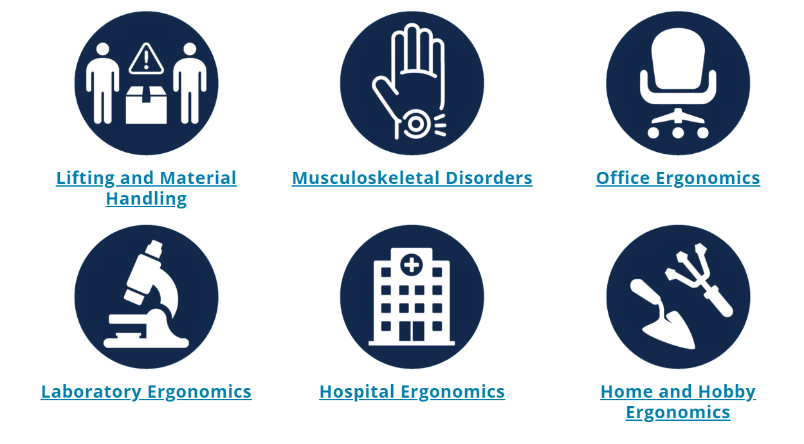 Lifting and Material
Handling
Musculoskeletal Disorders
Office Ergonomics
Laboratory Ergonomics
Hospital Ergonomics
Home and Hobby
Ergonomics